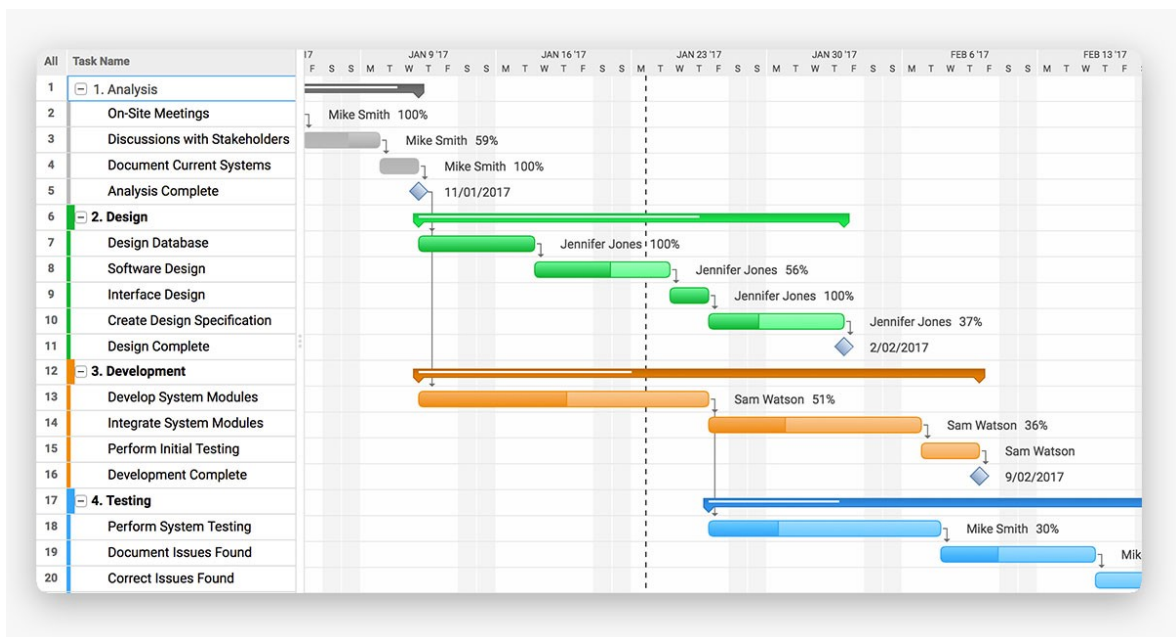 All Task Name 17 JAN 9 '17 JAN 16 '17 JAN 23 '17 JAN 30 '17 FEB 6 '17 FEB 13 '17
F S S M T W T F S S M T W T F S S M T W T F S S M T W T F S S M T W T F S S M T W T F
1 1. Analysis
2 On-Site Meetings Mike Smith 100%
3 Discussions with Stakeholders Mike Smith 59%
4 Document Current Systems Mike Smith 100%
5 Analysis Complete 11/01/2017
6 2. Design
7 Design Database Jennifer Jones 100%
8 Software Design Jennifer Jones 56%
9 Interface Design Jennifer Jones 100%
10 Create Design Specification Jennifer Jones 37%
11 Design Complete 2/02/2017
12 3. Development
13 Develop System Modules Sam Watson 51%
14 Integrate System Modules Sam Watson 36%
15 Perform Initial Testing Sam Watson
16 Development Complete 9/02/2017
17 4. Testing
18 Perform System Testing Mike Smith 30%
19 Document Issues Found Mik
20 Correct Issues Found